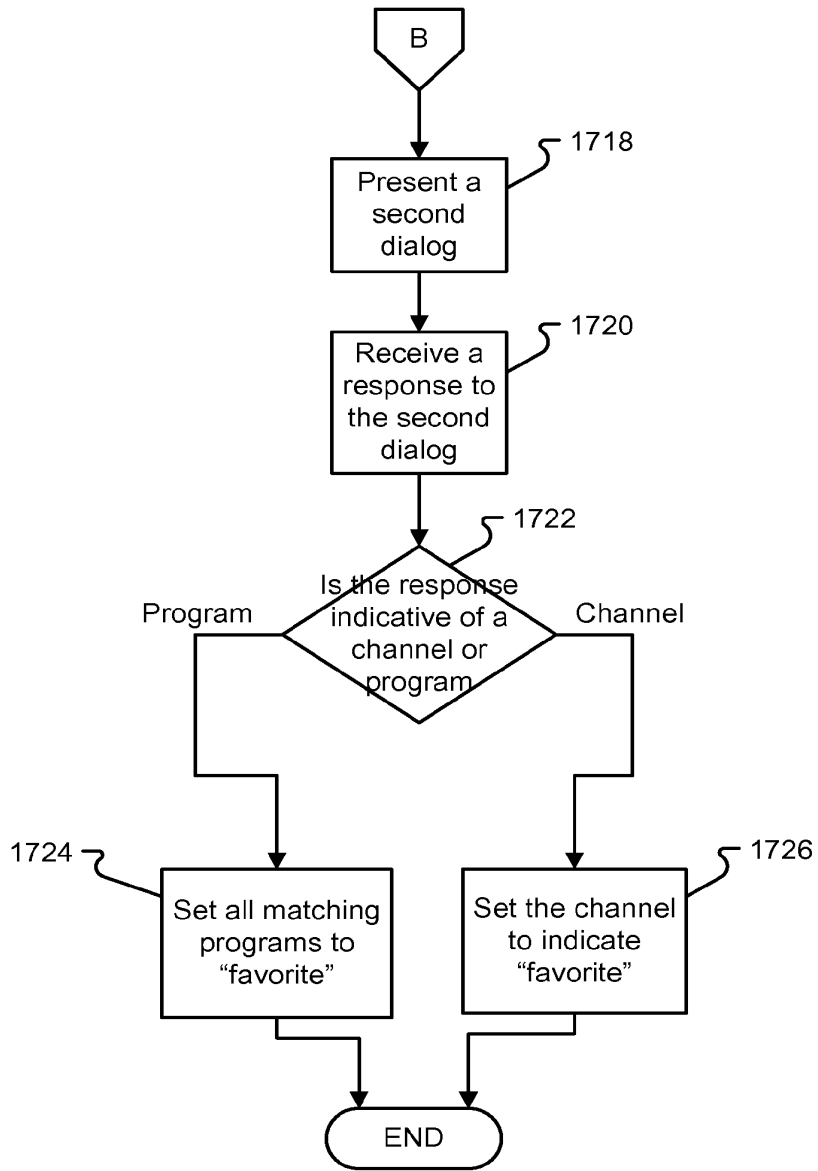 B
1718
Present a
second
dialog
1720
Receive a
response to
the second
dialog
1722
Is the response
indicative of a
channel or
program
Program
Channel
1724
Set all matching
programs to
“favorite”
1726
Set the channel
to indicate
“favorite”
END